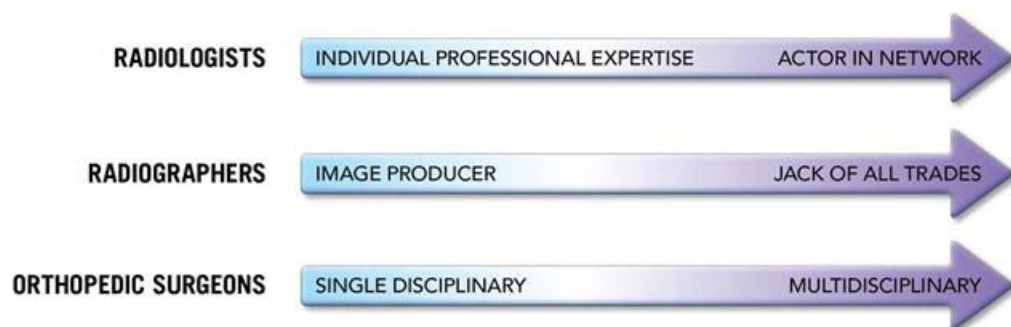 RADIOLOGISTS INDIVIDUAL PROFESSIONAL EXPERTISE ACTOR IN NETWORK
RADIOGRAPHERS IMAGE PRODUCER JACK OF ALL TRADES
ORTHOPEDIC SURGEONS SINGLE DISCIPLINARY MULTIDISCIPLINARY